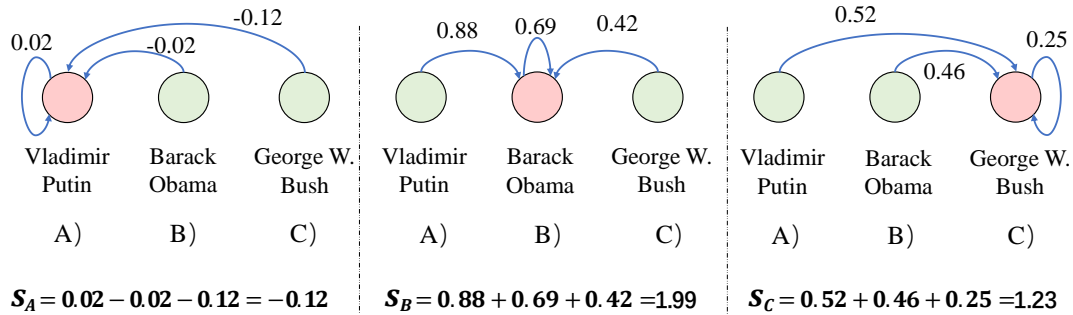 -0.12
0.02
-0.02
Vladimir Putin
Barack Obama
George W. Bush
A)
B)
C)
S_A = 0.02 − 0.02 − 0.12 = −0.12
0.88
0.69
0.42
Vladimir Putin
Barack Obama
George W. Bush
A)
B)
C)
S_B = 0.88 + 0.69 + 0.42 =1.99
0.52
0.25
0.46
Vladimir Putin
Barack Obama
George W. Bush
A)
B)
C)
S_C = 0.52 + 0.46 + 0.25 =1.23